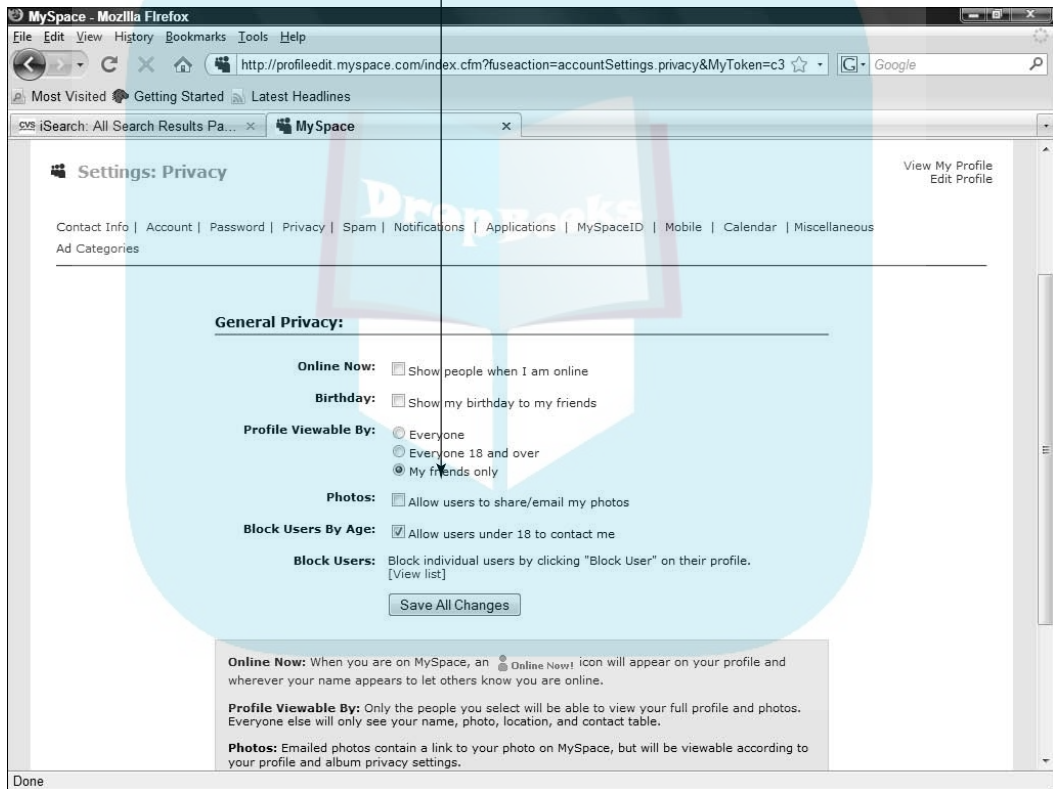 MySpace - Mozilla Firefox
File Edit View History Bookmarks Tools Help
http://profileedit.myspace.com/index.cfm?fuseaction=accountSettings.privacy&MyToken=c3
G Google
Most Visited Getting Started Latest Headlines
CVS iSearch: All Search Results Pa... MySpace
Settings: Privacy
View My Profile
Edit Profile
DropBooks
Contact Info | Account | Password | Privacy | Spam | Notifications | Applications | MySpaceID | Mobile | Calendar | Miscellaneous
Ad Categories
General Privacy:
Online Now: Show people when I am online
Birthday: Show my birthday to my friends
Profile Viewable By: Everyone
Everyone 18 and over
My friends only
Photos: Allow users to share/email my photos
Block Users By Age: Allow users under 18 to contact me
Block Users: Block individual users by clicking "Block User" on their profile.
[View list]
Save All Changes
Online Now: When you are on MySpace, an Online Now! icon will appear on your profile and
wherever your name appears to let others know you are online.
Profile Viewable By: Only the people you select will be able to view your full profile and photos.
Everyone else will only see your name, photo, location, and contact table.
Photos: Emailed photos contain a link to your photo on MySpace, but will be viewable according to
your profile and album privacy settings.
Done